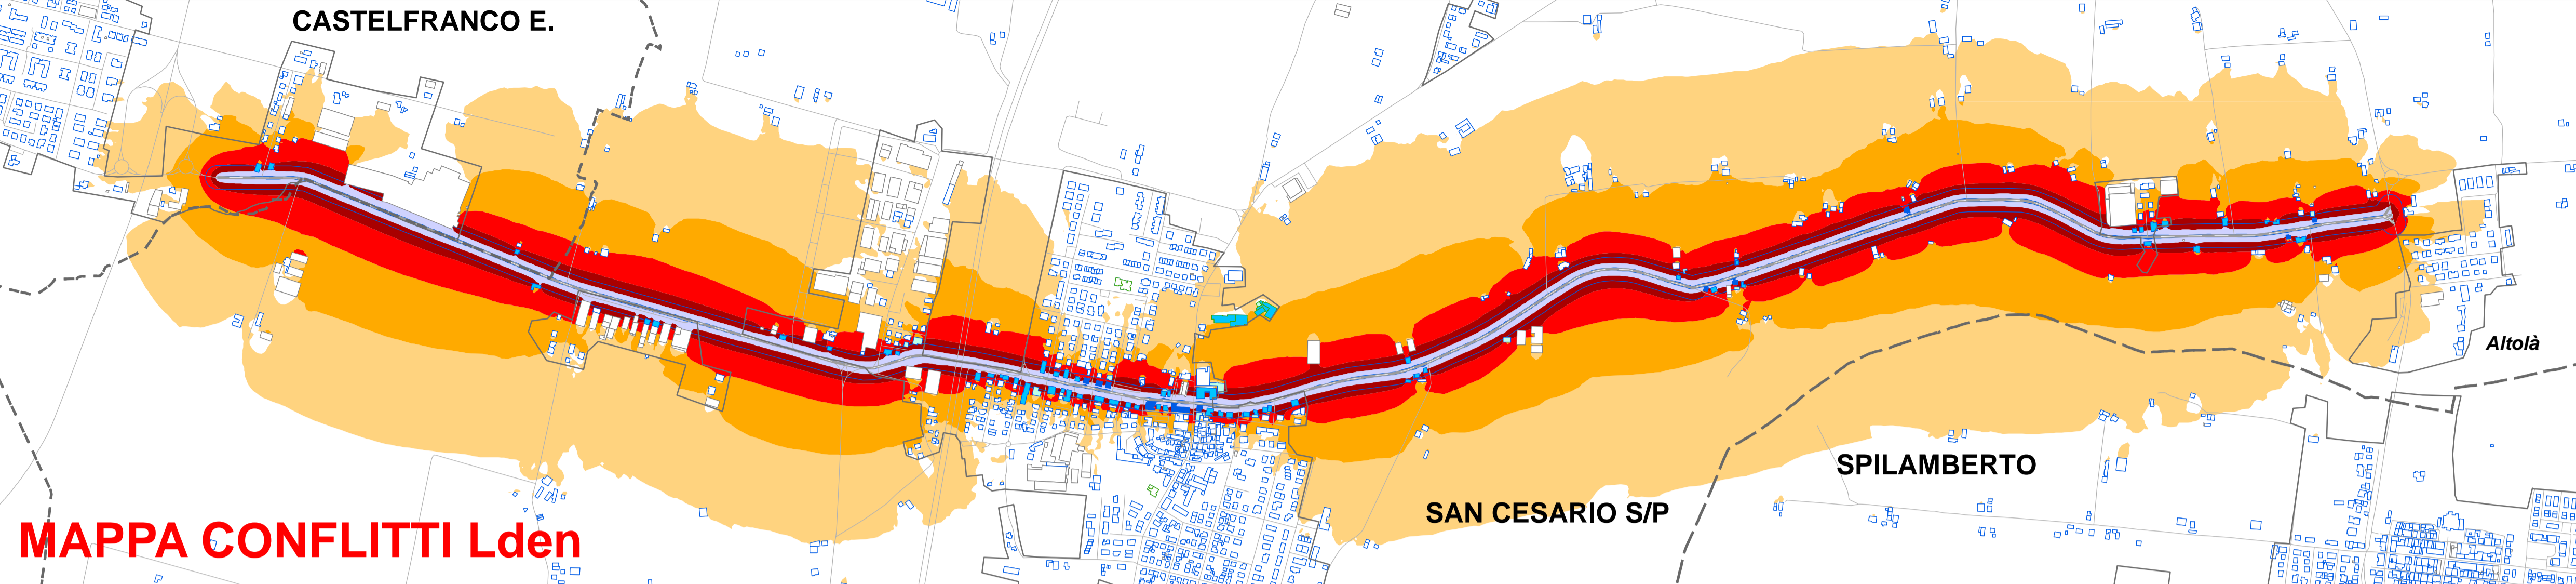 CASTELFRANCO E.
Altolà
SPILAMBERTO
SAN CESARIO S/P
MAPPA CONFLITTI Lden